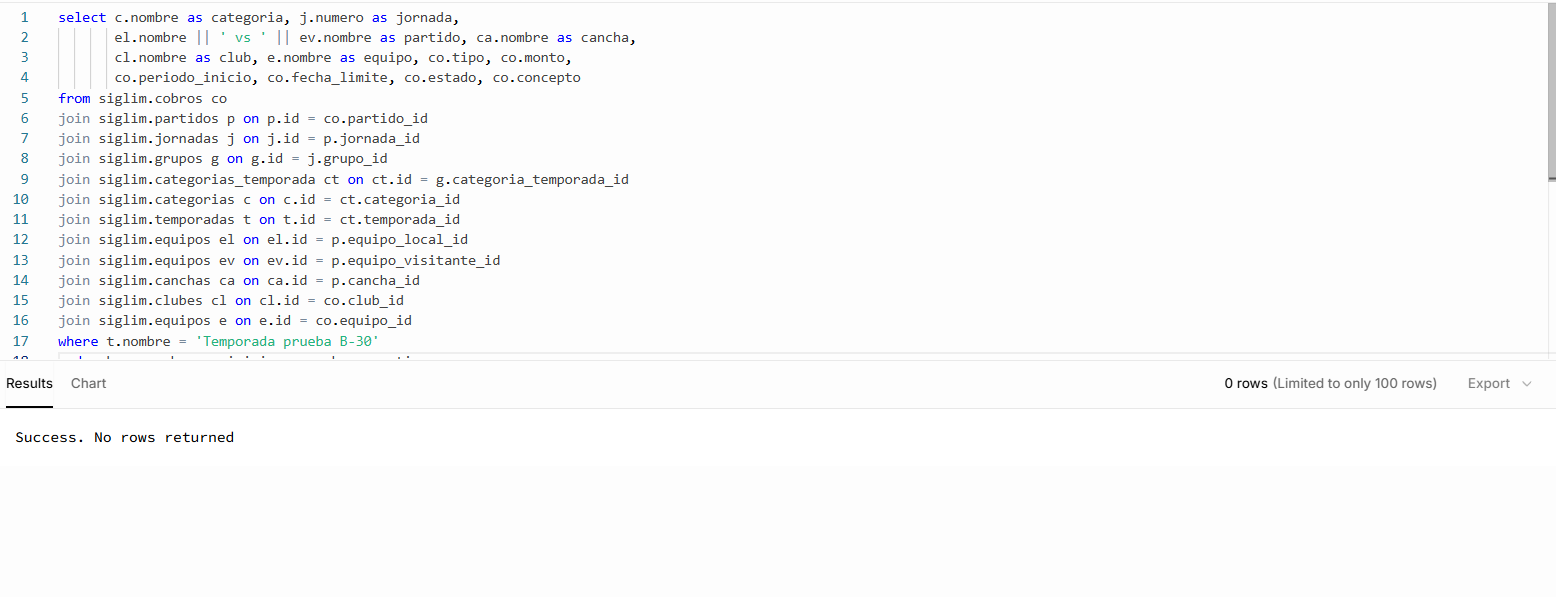 1 select c.nombre as categoria, j.numero as jornada,
2 el.nombre || ' vs ' || ev.nombre as partido, ca.nombre as cancha,
3 cl.nombre as club, e.nombre as equipo, co.tipo, co.monto,
4 co.periodo_inicio, co.fecha_limite, co.estado, co.concepto
5 from siglim.cobros co
6 join siglim.partidos p on p.id = co.partido_id
7 join siglim.jornadas j on j.id = p.jornada_id
8 join siglim.grupos g on g.id = j.grupo_id
9 join siglim.categorias_temporada ct on ct.id = g.categoria_temporada_id
10 join siglim.categorias c on c.id = ct.categoria_id
11 join siglim.temporadas t on t.id = ct.temporada_id
12 join siglim.equipos el on el.id = p.equipo_local_id
13 join siglim.equipos ev on ev.id = p.equipo_visitante_id
14 join siglim.canchas ca on ca.id = p.cancha_id
15 join siglim.clubes cl on cl.id = co.club_id
16 join siglim.equipos e on e.id = co.equipo_id
17 where t.nombre = 'Temporada prueba B-30'
Results Chart 0 rows (Limited to only 100 rows) Export
Success. No rows returned